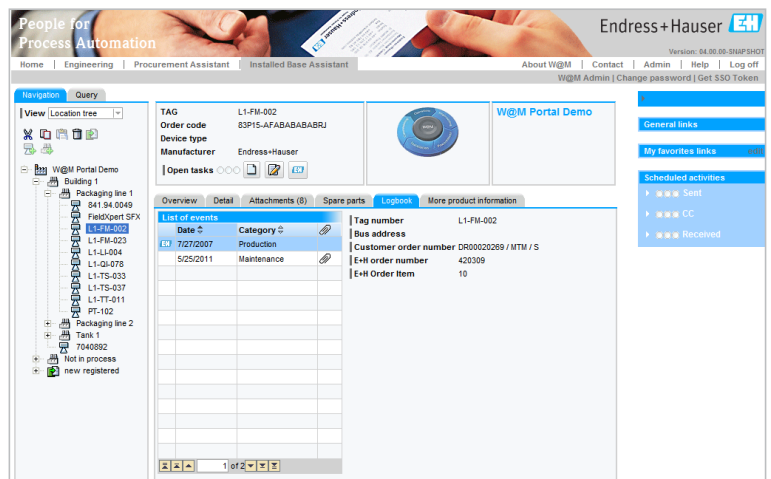 People for
Process Automation
Endress+Hauser EH
Version: 04.00.00-SNAPSHOT
Home | Engineering | Procurement Assistant | Installed Base Assistant
About W@M | Contact | Admin | Help | Log off
W@M Admin | Change password | Get SSO Token
Navigation Query
View Location tree
W@M Portal Demo
Building 1
Packaging line 1
841.94.0049
FieldXpert SFX
L1-FM-002
L1-FM-023
L1-LI-004
L1-QI-078
L1-TS-033
L1-TS-037
L1-TT-011
PT-102
Packaging line 2
Tank 1
7040892
Not in process
new registered
TAG L1-FM-002
Order code 83P15-AFABABABABRJ
Device type
Manufacturer Endress+Hauser
Open tasks
W@M Portal Demo
Overview Detail Attachments (8) Spare parts Logbook More product information
List of events
Date Category
7/27/2007 Production
5/25/2011 Maintenance
1 of 2
Tag number L1-FM-002
Bus address
Customer order number DR00020269 / MTM / S
E+H order number 420309
E+H Order Item 10
General links
My favorites links edit
Scheduled activities
Sent
CC
Received